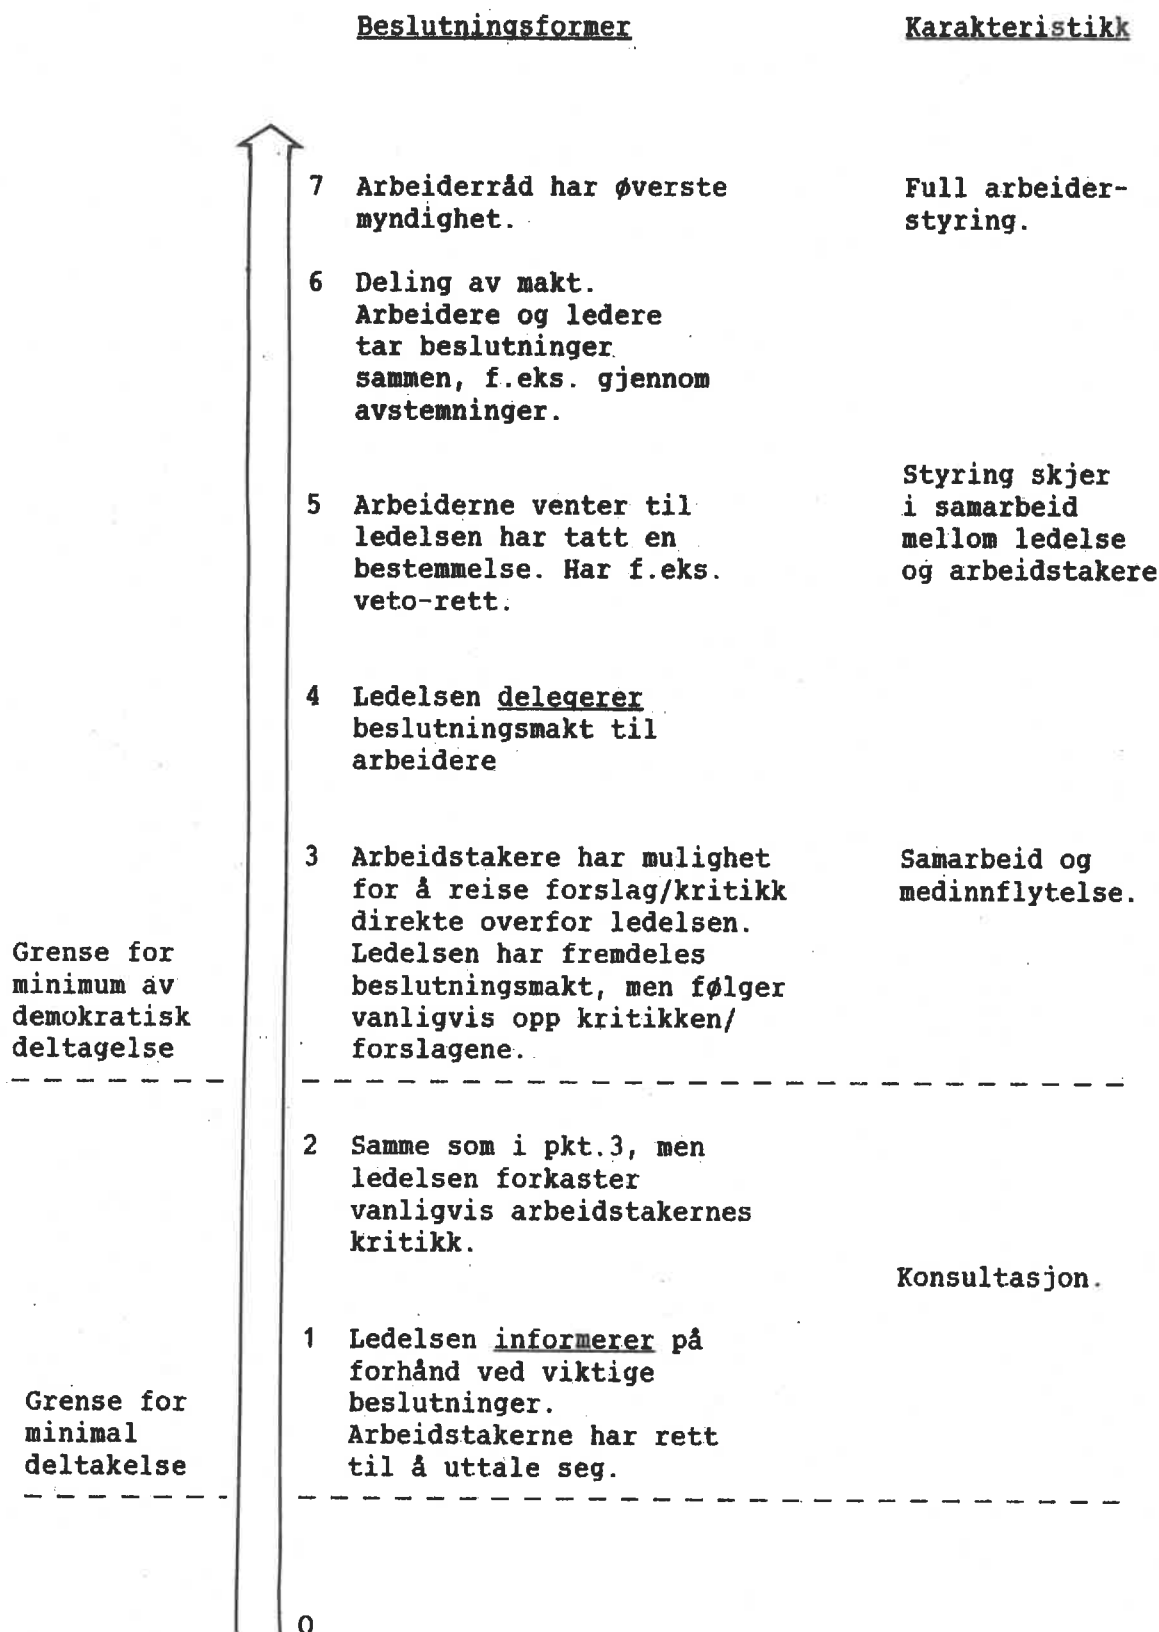 Beslutningsformer Karakteristikk
7 Arbeiderråd har øverste
myndighet.
Full arbeider-
styring.
6 Deling av makt.
Arbeidere og ledere
tar beslutninger
sammen, f.eks. gjennom
avstemninger.
5 Arbeiderne venter til
ledelsen har tatt en
bestemmelse. Har f.eks.
veto-rett.
Styring skjer
i samarbeid
mellom ledelse
og arbeidstakere
4 Ledelsen delegerer
beslutningsmakt til
arbeidere
3 Arbeidstakere har mulighet
for å reise forslag/kritikk
direkte overfor ledelsen.
Ledelsen har fremdeles
beslutningsmakt, men følger
vanligvis opp kritikken/
forslagene.
Samarbeid og
medinnflytelse.
Grense for
minimum av
demokratisk
deltagelse
2 Samme som i pkt.3, men
ledelsen forkaster
vanligvis arbeidstakernes
kritikk.
Konsultasjon.
1 Ledelsen informerer på
forhånd ved viktige
beslutninger.
Arbeidstakerne har rett
til å uttale seg.
Grense for
minimal
deltakelse
0